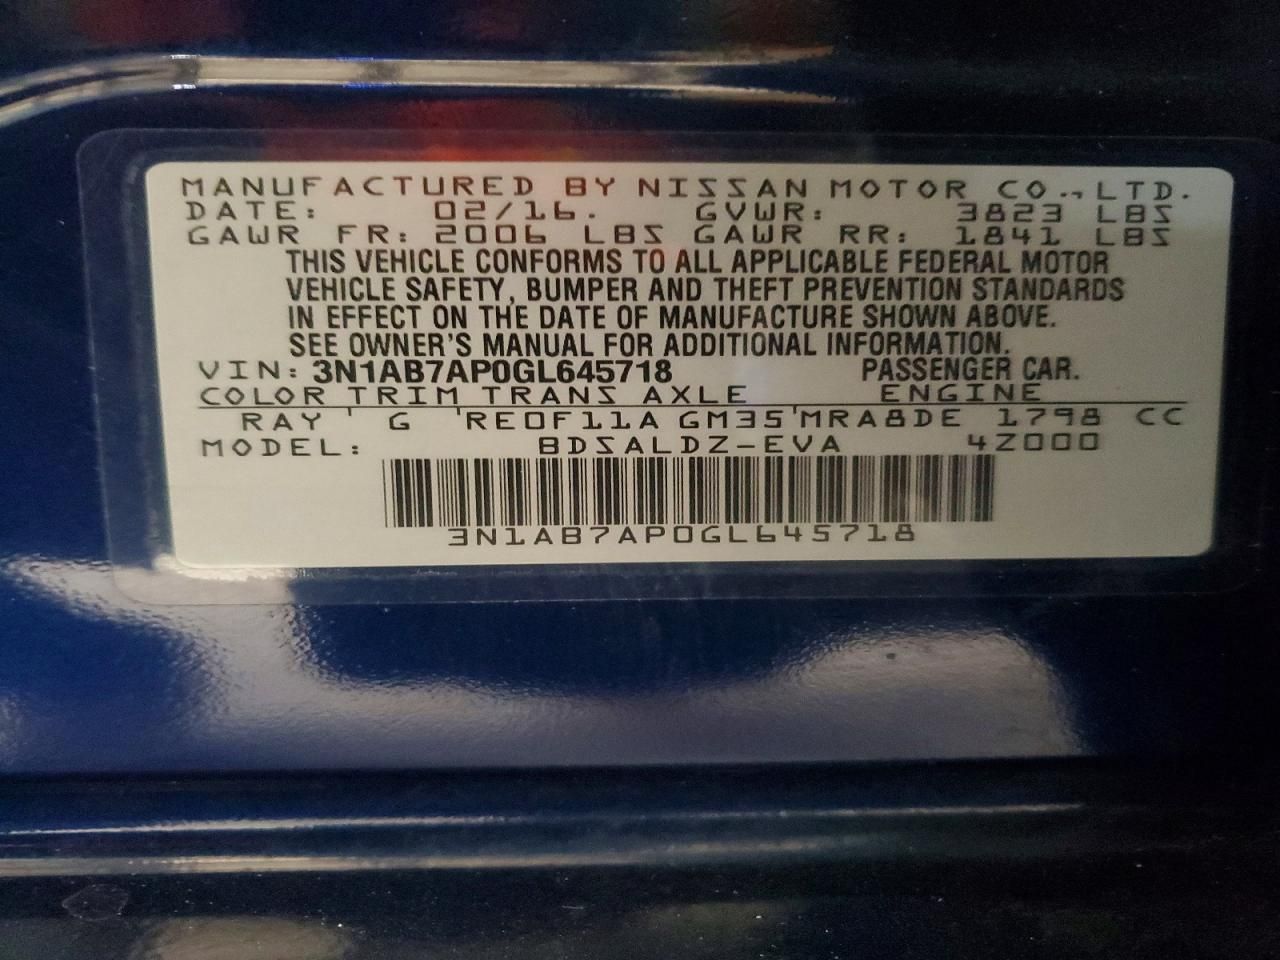 MANUFACTURED BY NISSAN MOTOR CO.,LTD.
DATE: 02/16. GVWR: 3823 LBS
GAWR FR: 2006 LBS GAWR RR: 1841 LBS
THIS VEHICLE CONFORMS TO ALL APPLICABLE FEDERAL MOTOR
VEHICLE SAFETY, BUMPER AND THEFT PREVENTION STANDARDS
IN EFFECT ON THE DATE OF MANUFACTURE SHOWN ABOVE.
SEE OWNER'S MANUAL FOR ADDITIONAL INFORMATION.
VIN: 3N1AB7AP0GL645718 PASSENGER CAR.
COLOR TRIM TRANS AXLE ENGINE
RAY ' G 'RE0F11A GM35'MRA8DE 1798 CC
MODEL: BDSALDZ-EVA 4Z000
3N1AB7AP0GL645718